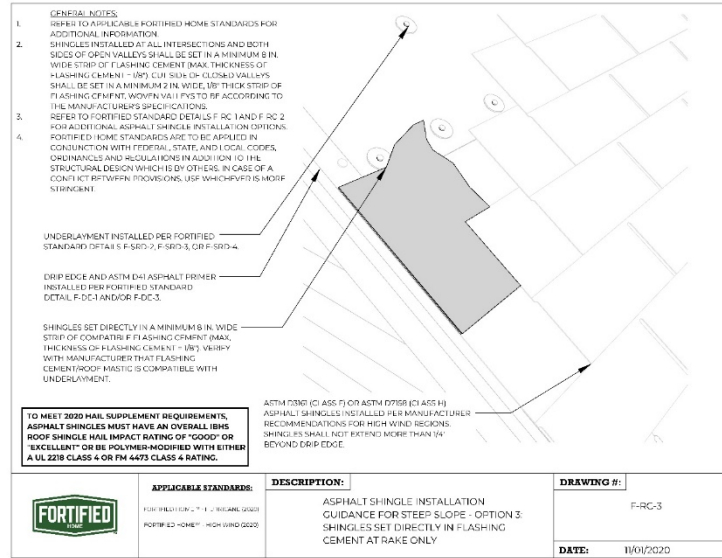 GENERAL NOTES:
1. REFER TO APPLICABLE FORTIFIED HOME STANDARDS FOR
ADDITIONAL INFORMATION.
2. SHINGLES INSTALLED AT ALL INTERSECTIONS AND BOTH
SIDES OF OPEN VALLEYS SHALL BE SET IN A MINIMUM 8 IN.
WIDE STRIP OF FLASHING CEMENT (MAX. THICKNESS OF
FLASHING CEMENT = 1/8"). CUT SIDE OF CLOSED VALLEYS
SHALL BE SET IN A MINIMUM 2 IN. WIDE, 1/8" THICK STRIP OF
FLASHING CEMENT, WOVEN VALLEYS TO BE ACCORDING TO
THE MANUFACTURER'S SPECIFICATIONS.
3. REFER TO FORTIFIED STANDARD DETAILS F-RC-1 AND F-RC-2
FOR ADDITIONAL ASPHALT SHINGLE INSTALLATION OPTIONS.
4. FORTIFIED HOME STANDARDS ARE TO BE APPLIED IN
CONJUNCTION WITH FEDERAL, STATE, AND LOCAL CODES,
ORDINANCES AND REGULATIONS IN ADDITION TO THE
STRUCTURAL DESIGN WHICH IS BY OTHERS. IN CASE OF A
CONFLICT BETWEEN PROVISIONS, USE WHICHEVER IS MORE
STRINGENT.
UNDERLAYMENT INSTALLED PER FORTIFIED
STANDARD DETAILS F-SRD-2, F-SRD-3, OR F-SRD-4.
DRIP EDGE AND ASTM D41 ASPHALT PRIMER
INSTALLED PER FORTIFIED STANDARD
DETAIL F-DE-1 AND/OR F-DE-3.
SHINGLES SET DIRECTLY IN A MINIMUM 8 IN. WIDE
STRIP OF COMPATIBLE FLASHING CEMENT (MAX.
THICKNESS OF FLASHING CEMENT = 1/8"). VERIFY
WITH MANUFACTURER THAT FLASHING
CEMENT/ROOF MASTIC IS COMPATIBLE WITH
UNDERLAYMENT.
ASTM D3161 (CLASS F) OR ASTM D7158 (CLASS H)
ASPHALT SHINGLES INSTALLED PER MANUFACTURER
RECOMMENDATIONS FOR HIGH WIND REGIONS.
SHINGLES SHALL NOT EXTEND MORE THAN 1/4"
BEYOND DRIP EDGE.
TO MEET 2020 HAIL SUPPLEMENT REQUIREMENTS,
ASPHALT SHINGLES MUST HAVE AN OVERALL IBHS
ROOF SHINGLE HAIL IMPACT RATING OF "GOOD" OR
"EXCELLENT" OR BE POLYMER-MODIFIED WITH EITHER
A UL 2218 CLASS 4 OR FM 4473 CLASS 4 RATING.
FORTIFIED
HOME
APPLICABLE STANDARDS:
FORTIFIED HOME™ - HURRICANE (2020)
FORTIFIED HOME™ - HIGH WIND (2020)
DESCRIPTION:
ASPHALT SHINGLE INSTALLATION
GUIDANCE FOR STEEP SLOPE - OPTION 3:
SHINGLES SET DIRECTLY IN FLASHING
CEMENT AT RAKE ONLY
DRAWING #:
F-RC-3
DATE: 11/01/2020